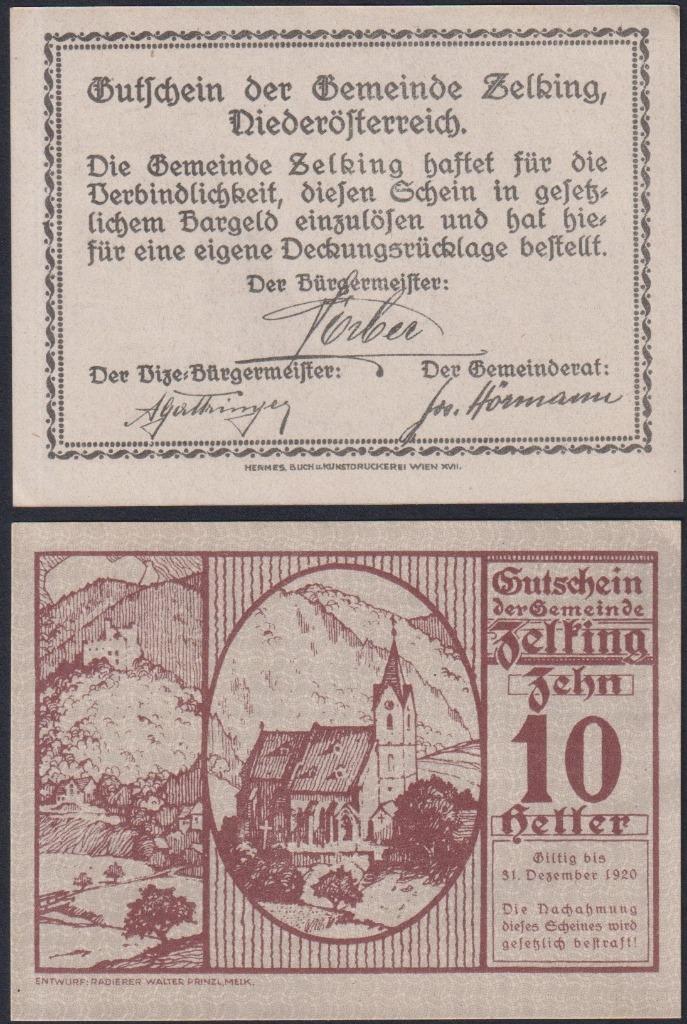 Gutschein der Gemeinde Zelking,
Niederösterreich.
Die Gemeinde Zelking haftet für die
Verbindlichkeit, diesen Schein in gesetz-
lichem Bargeld einzulösen und hat hie-
für eine eigene Deckungsrücklage bestellt.
Der Bürgermeister:
Der Vize-Bürgermeister:
Der Gemeinderat:
Jos. Hörmann
HERMES, BUCH u. KUNSTDRUCKEREI WIEN XVII.
Gutschein
der Gemeinde
Zelking
Zehn
10
Heller
Giltig bis
31. Dezember 1920
Die Nachahmung
dieses Scheines wird
gesetzlich bestraft!
ENTWURF: RADIERER WALTER PRINZL, MELK.